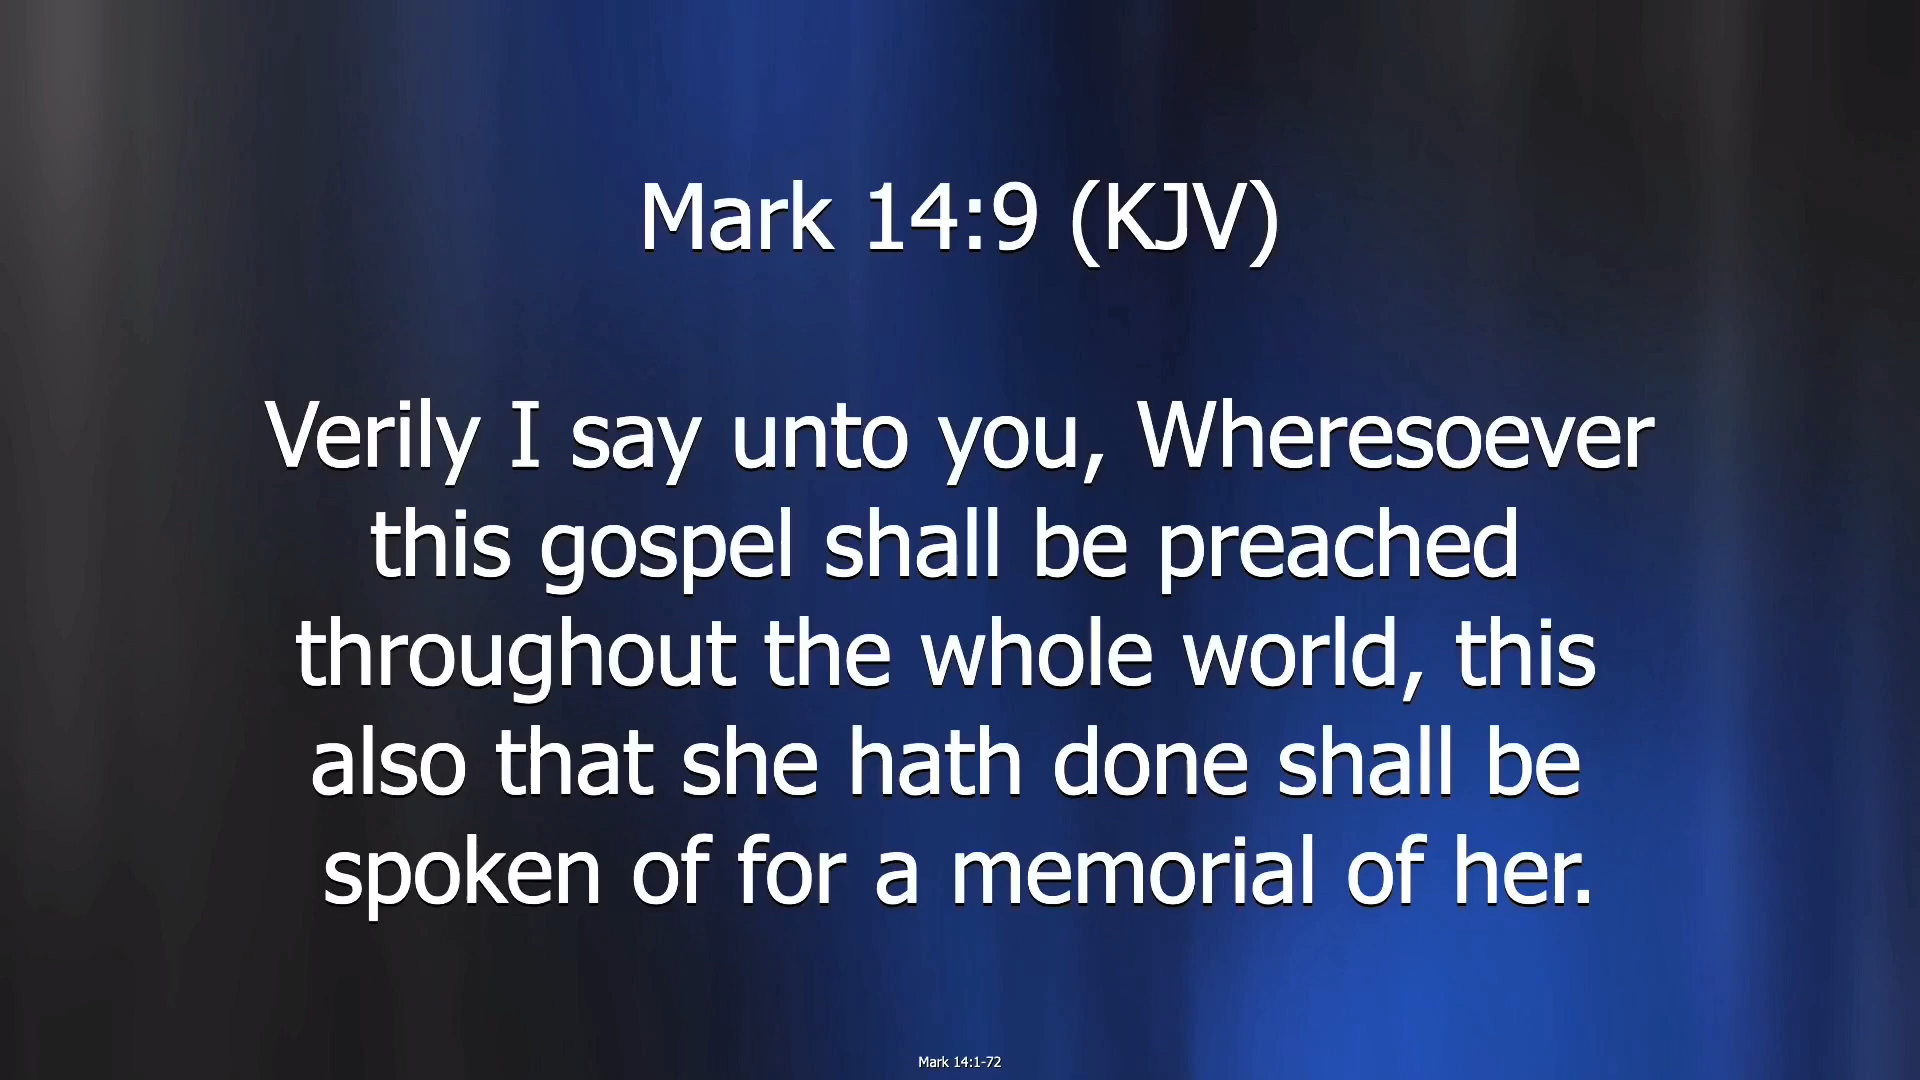 Mark 14:9 (KJV)
Verily I say unto you, Wheresoever
this gospel shall be preached
throughout the whole world, this
also that she hath done shall be
spoken of for a memorial of her.
Mark 14:1-72